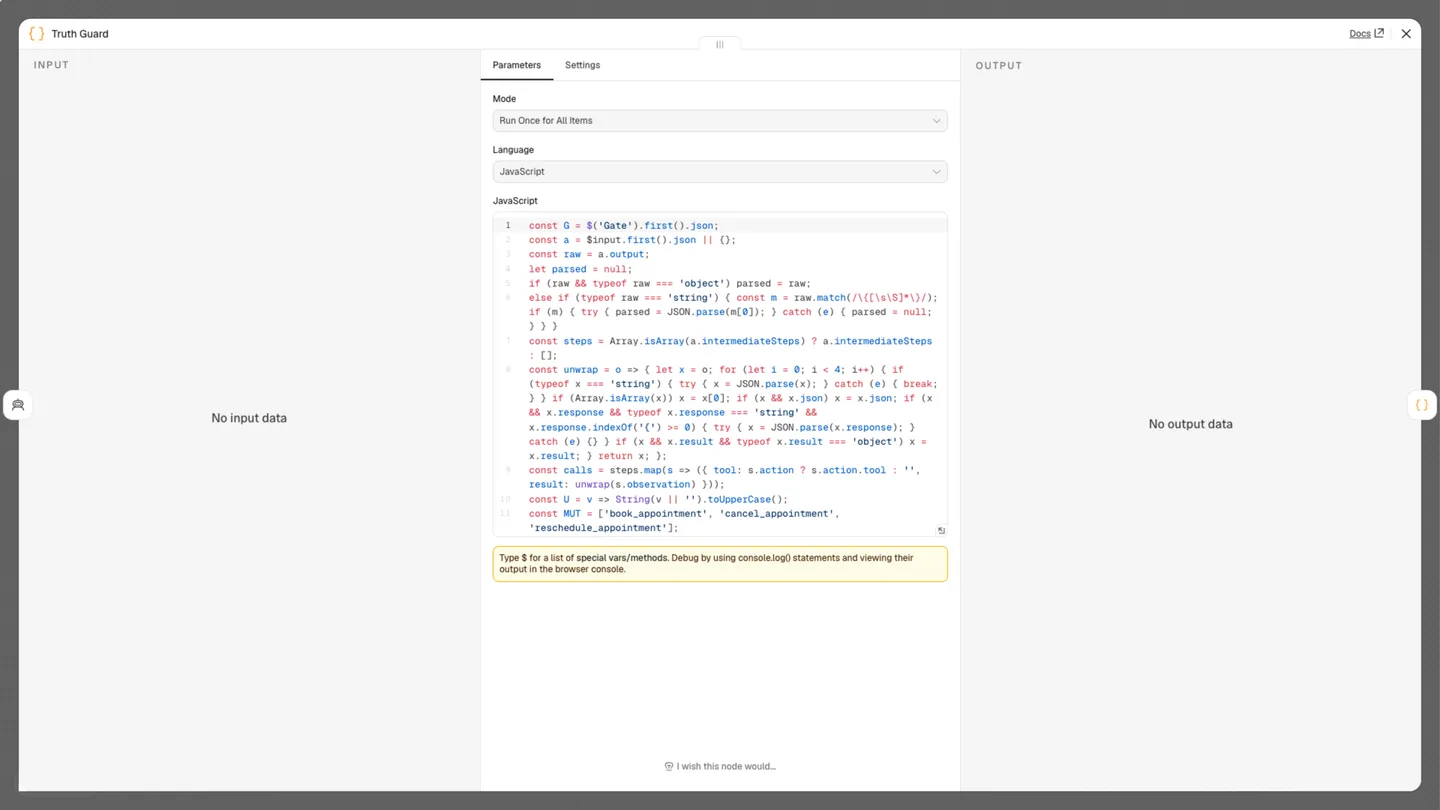 {} Truth Guard
Docs
INPUT
Parameters
Settings
OUTPUT
Mode
Run Once for All Items
Language
JavaScript
JavaScript
1 const G = $('Gate').first().json;
2 const a = $input.first().json || {};
3 const raw = a.output;
4 let parsed = null;
5 if (raw && typeof raw === 'object') parsed = raw;
6 else if (typeof raw === 'string') { const m = raw.match(/\{[\s\S]*\}/);
if (m) { try { parsed = JSON.parse(m[0]); } catch (e) { parsed = null;
} } }
7 const steps = Array.isArray(a.intermediateSteps) ? a.intermediateSteps
: [];
8 const unwrap = o => { let x = o; for (let i = 0; i < 4; i++) { if
(typeof x === 'string') { try { x = JSON.parse(x); } catch (e) { break;
} } if (Array.isArray(x)) x = x[0]; if (x && x.json) x = x.json; if (x
&& x.response && typeof x.response === 'string' &&
x.response.indexOf('{') >= 0) { try { x = JSON.parse(x.response); }
catch (e) {} } if (x && x.result && typeof x.result === 'object') x =
x.result; } return x; };
9 const calls = steps.map(s => ({ tool: s.action ? s.action.tool : '',
result: unwrap(s.observation) }));
10 const U = v => String(v || '').toUpperCase();
11 const MUT = ['book_appointment', 'cancel_appointment',
'reschedule_appointment'];
No input data
No output data
{}
Type $ for a list of special vars/methods. Debug by using console.log() statements and viewing their
output in the browser console.
I wish this node would...